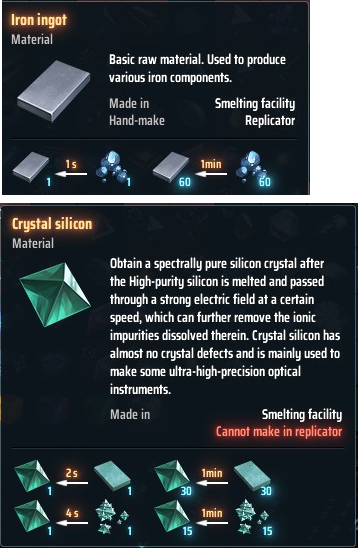 Iron ingot
Material
Basic raw material. Used to produce
various iron components.
Made in Smelting facility
Hand-make Replicator
1 1s 1 60 1min 60
Crystal silicon
Material
Obtain a spectrally pure silicon crystal after
the High-purity silicon is melted and passed
through a strong electric field at a certain
speed, which can further remove the ionic
impurities dissolved therein. Crystal silicon has
almost no crystal defects and is mainly used to
make some ultra-high-precision optical
instruments.
Made in Smelting facility
Cannot make in replicator
1 2s 1 30 1min 30
1 4s 1 15 1min 15